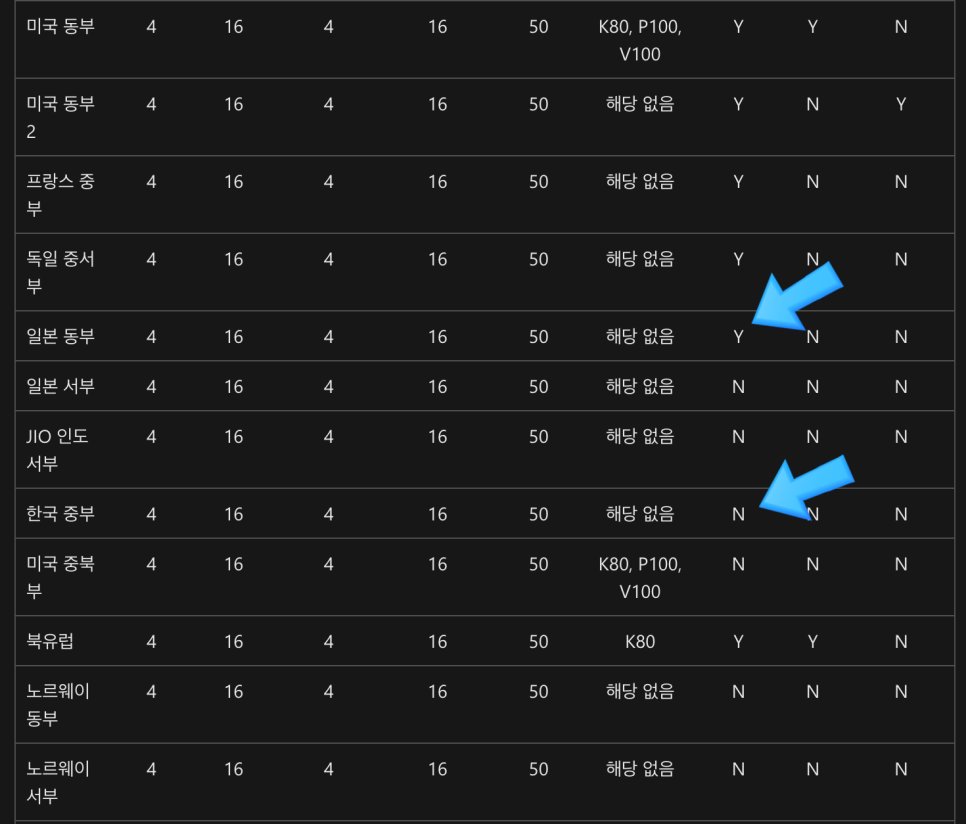 미국 동부 4 16 4 16 50 K80, P100, Y Y N
V100
미국 동부 4 16 4 16 50 해당 없음 Y N Y
2
프랑스 중 4 16 4 16 50 해당 없음 Y N N
부
독일 중서 4 16 4 16 50 해당 없음 Y N N
부
일본 동부 4 16 4 16 50 해당 없음 Y N N
일본 서부 4 16 4 16 50 해당 없음 N N N
JIO 인도 4 16 4 16 50 해당 없음 N N N
서부
한국 중부 4 16 4 16 50 해당 없음 N N N
미국 중북 4 16 4 16 50 K80, P100, N N N
부 V100
북유럽 4 16 4 16 50 K80 Y Y N
노르웨이 4 16 4 16 50 해당 없음 N N N
동부
노르웨이 4 16 4 16 50 해당 없음 N N N
서부